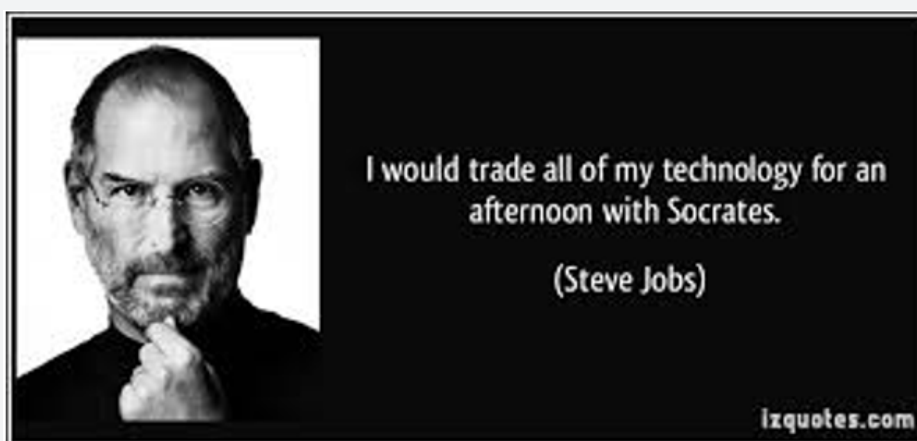 I would trade all of my technology for an
afternoon with Socrates.
(Steve Jobs)
izquotes.com